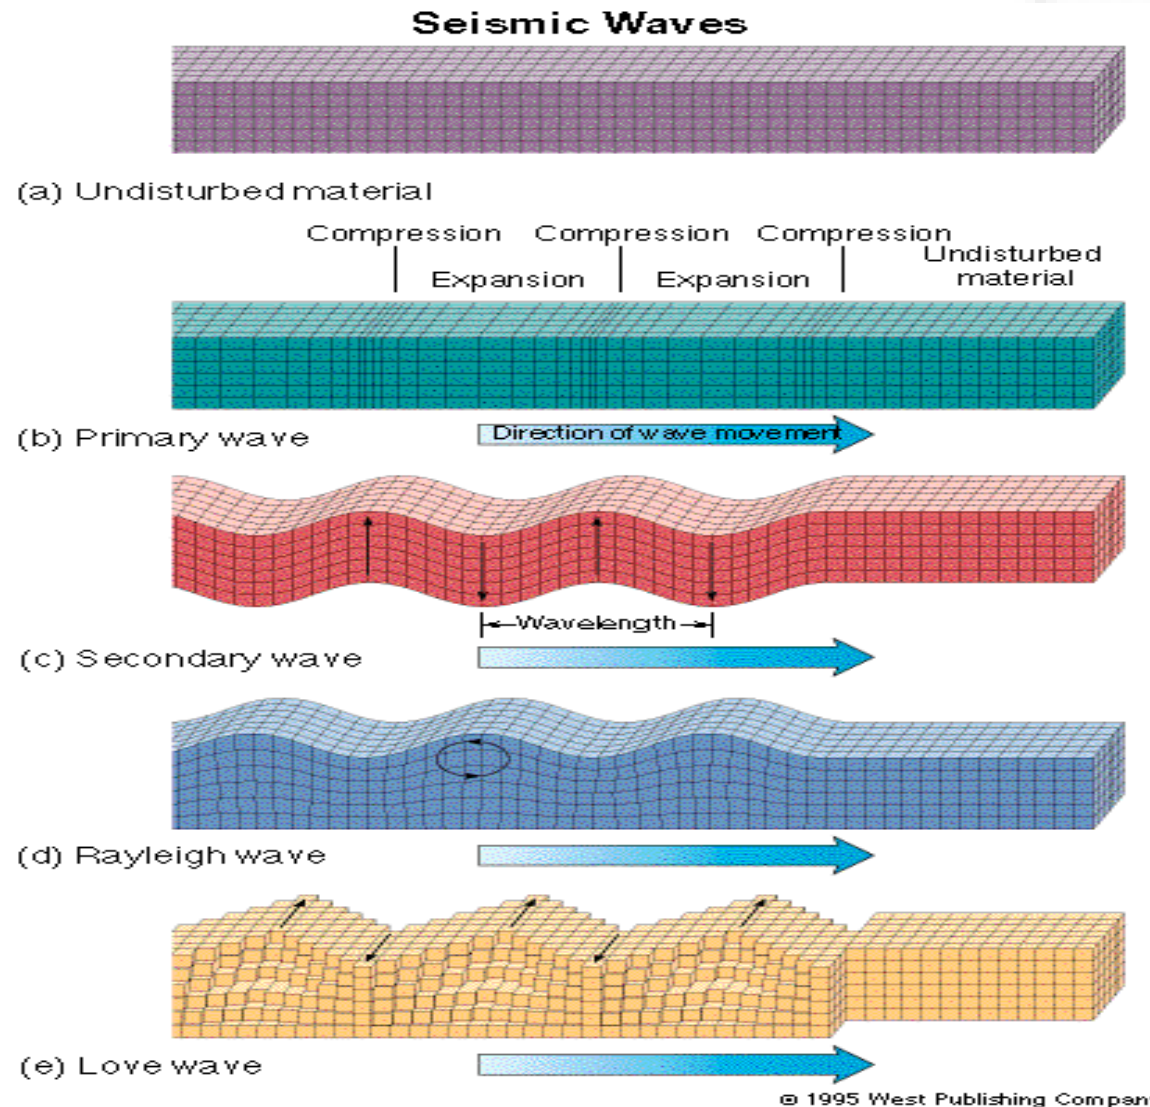 Seismic Waves
(a) Undisturbed material
Compression Compression Compression
Expansion Expansion
Undisturbed
material
(b) Primary wave
Direction of wave movement
Wavelength
(c) Secondary wave
(d) Rayleigh wave
(e) Love wave
© 1995 West Publishing Compan